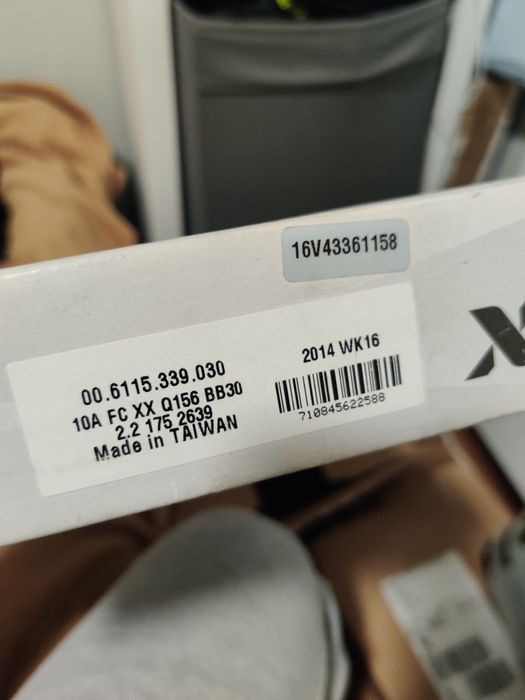 16V43361158
00.6115.339.030
10A FC XX Q156 BB30
2.2 175 2639
Made in TAIWAN
2014 WK16
710845622588